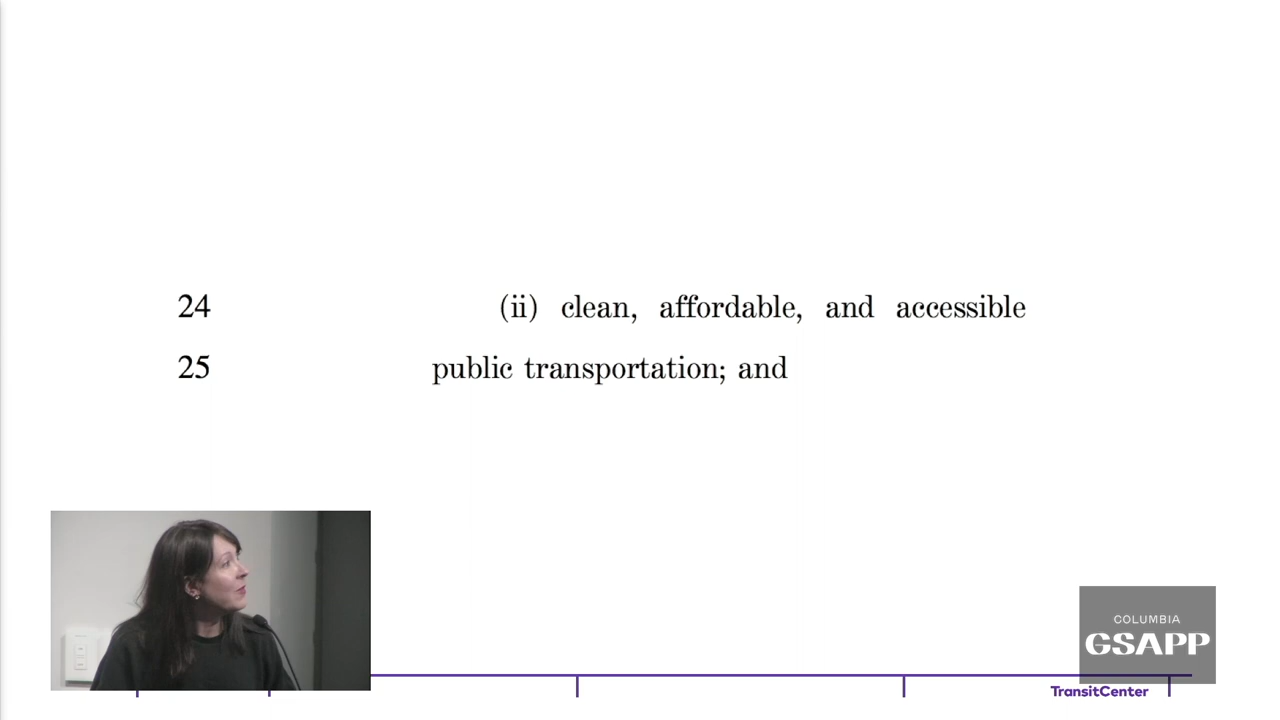 24 (ii) clean, affordable, and accessible
25 public transportation; and
COLUMBIA
GSAPP
TransitCenter